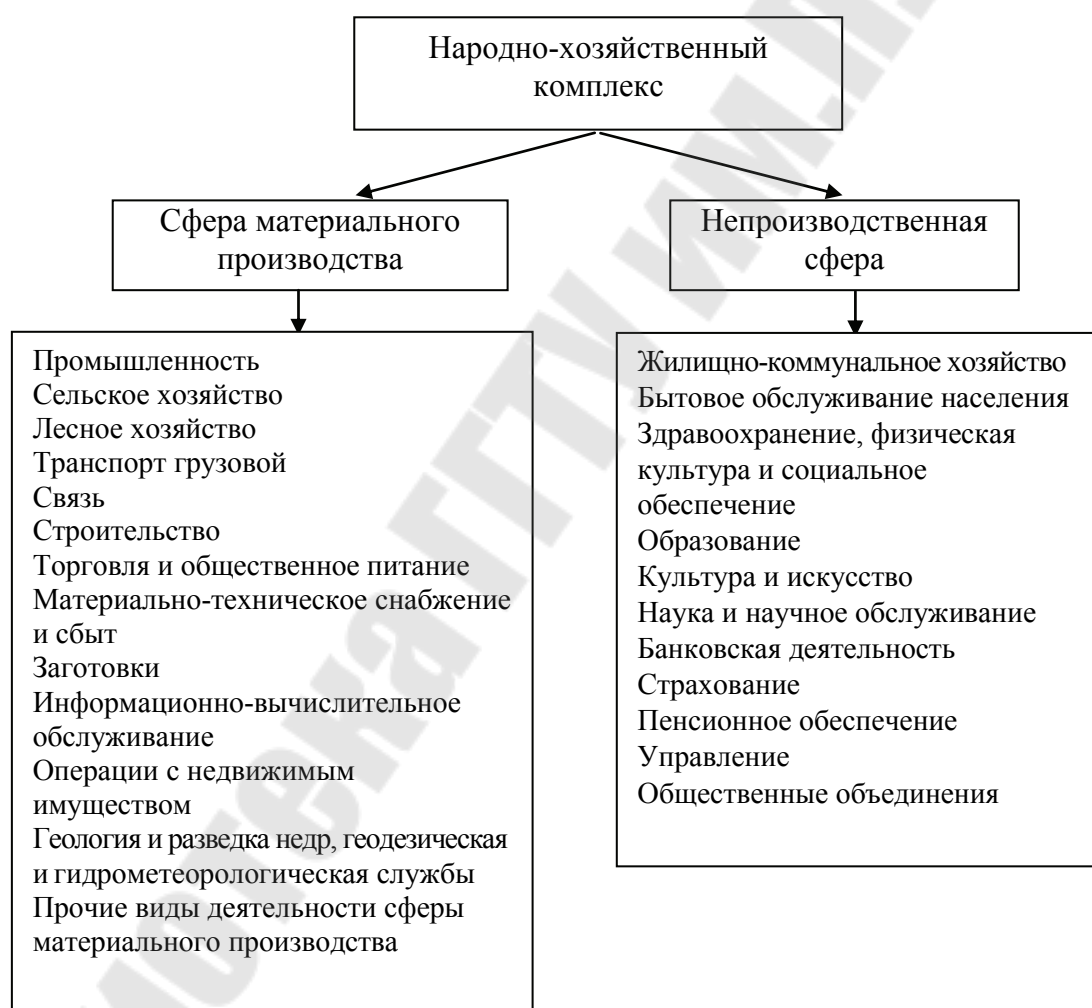 Народно-хозяйственный
комплекс
Сфера материального
производства
Непроизводственная
сфера
Промышленность
Сельское хозяйство
Лесное хозяйство
Транспорт грузовой
Связь
Строительство
Торговля и общественное питание
Материально-техническое снабжение
и сбыт
Заготовки
Информационно-вычислительное
обслуживание
Операции с недвижимым
имуществом
Геология и разведка недр, геодезическая
и гидрометеорологическая службы
Прочие виды деятельности сферы
материального производства
Жилищно-коммунальное хозяйство
Бытовое обслуживание населения
Здравоохранение, физическая
культура и социальное
обеспечение
Образование
Культура и искусство
Наука и научное обслуживание
Банковская деятельность
Страхование
Пенсионное обеспечение
Управление
Общественные объединения
ГГТУ им.